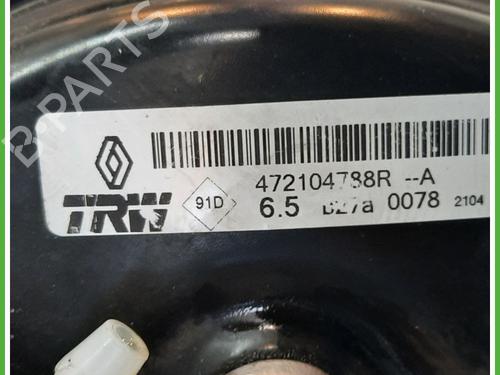 B-PARTS
472104788R --A
TRW 91D 6.5 B27a 0078 2104